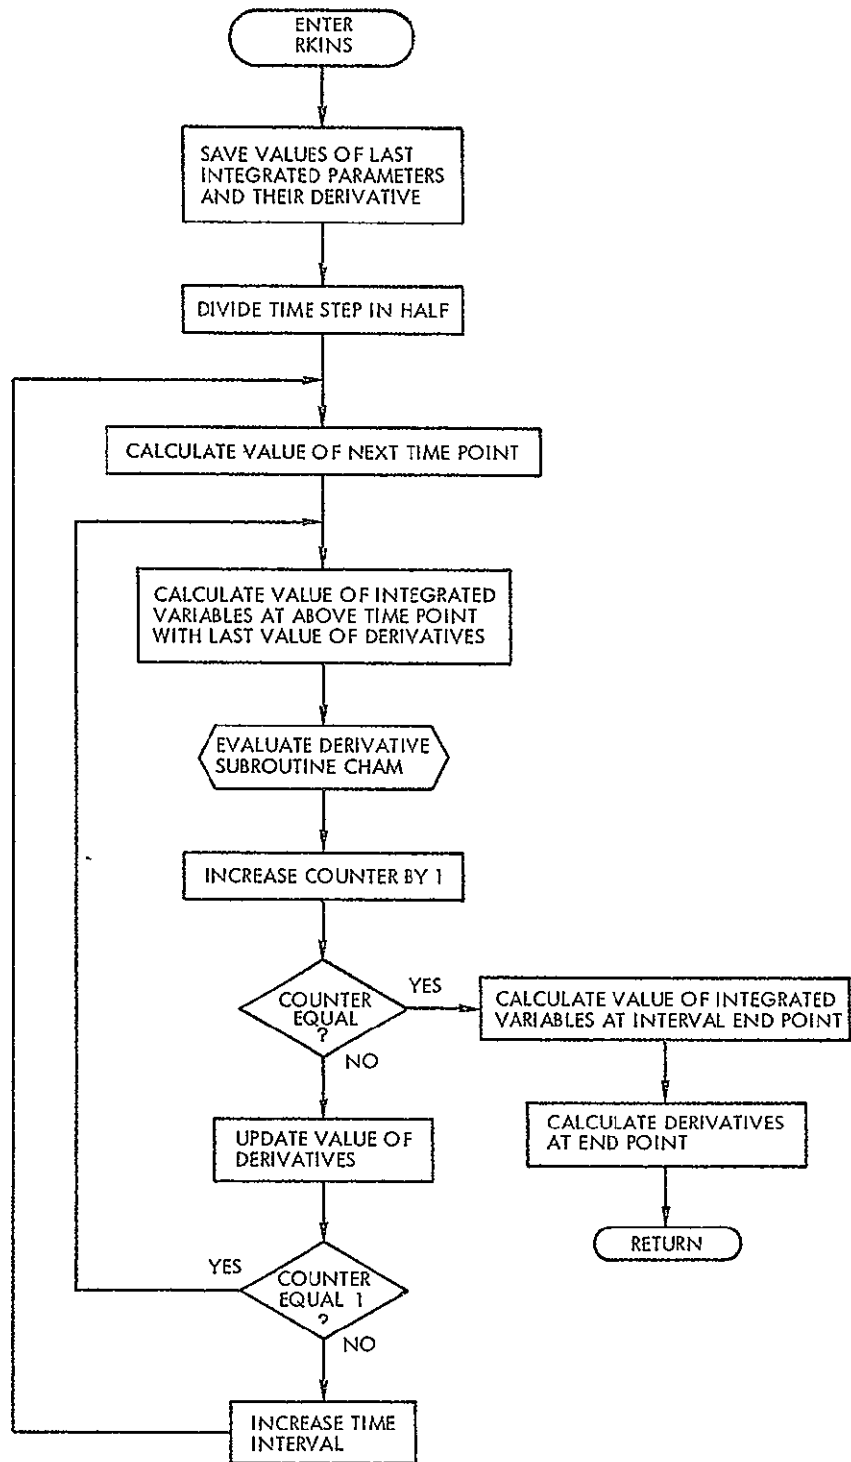 ENTER
RKINS
SAVE VALUES OF LAST
INTEGRATED PARAMETERS
AND THEIR DERIVATIVE
DIVIDE TIME STEP IN HALF
CALCULATE VALUE OF NEXT TIME POINT
CALCULATE VALUE OF INTEGRATED
VARIABLES AT ABOVE TIME POINT
WITH LAST VALUE OF DERIVATIVES
EVALUATE DERIVATIVE
SUBROUTINE CHAM
INCREASE COUNTER BY 1
COUNTER
EQUAL
?
YES
NO
CALCULATE VALUE OF INTEGRATED
VARIABLES AT INTERVAL END POINT
CALCULATE DERIVATIVES
AT END POINT
RETURN
UPDATE VALUE OF
DERIVATIVES
YES
COUNTER
EQUAL 1
?
NO
INCREASE TIME
INTERVAL